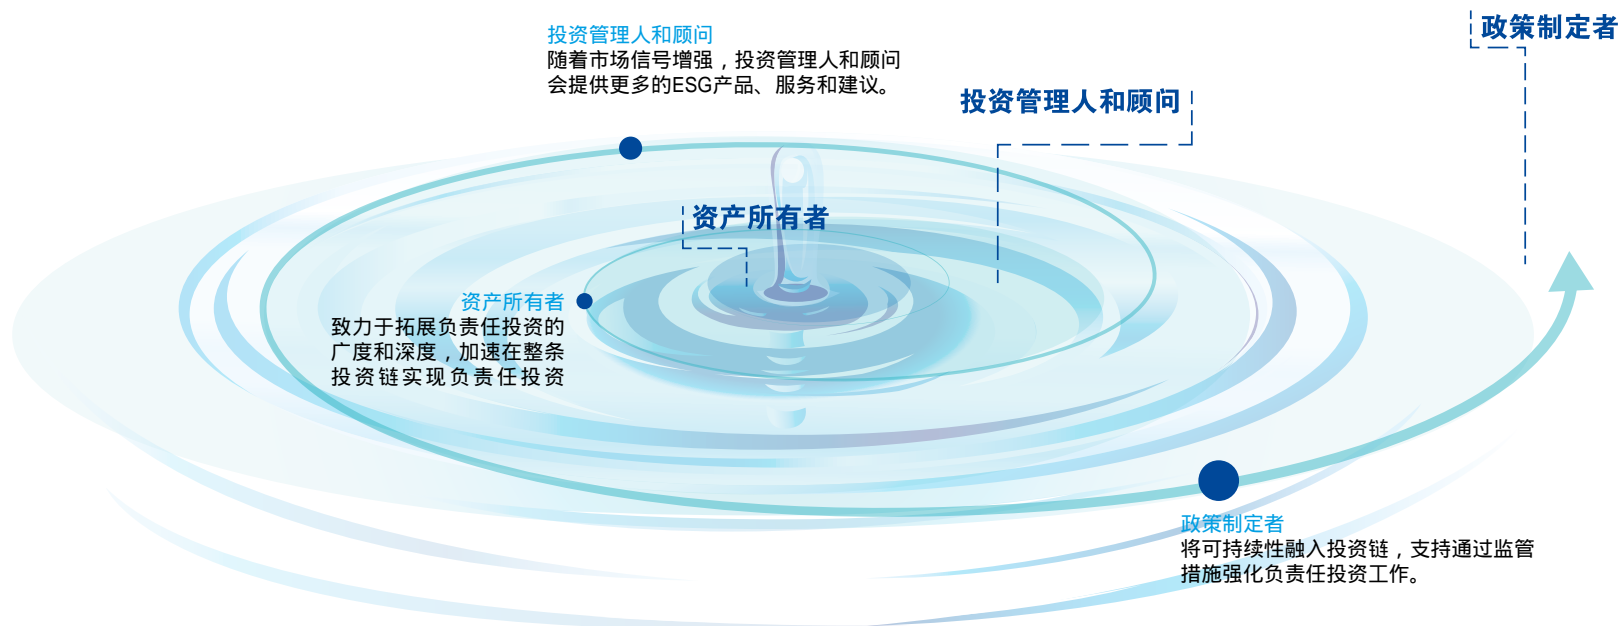 政策制定者
投资管理人和顾问
随着市场信号增强，投资管理人和顾问
会提供更多的ESG产品、服务和建议。
投资管理人和顾问
资产所有者
资产所有者
致力于拓展负责任投资的
广度和深度，加速在整条
投资链实现负责任投资
政策制定者
将可持续性融入投资链，支持通过监管
措施强化负责任投资工作。